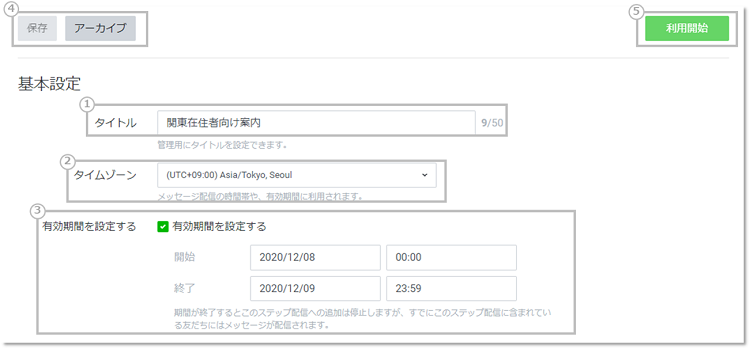 ④ ⑤
保存 アーカイブ 利用開始
基本設定
①
タイトル 関東在住者向け案内 9/50
管理用にタイトルを設定できます。
②
タイムゾーン (UTC+09:00) Asia/Tokyo, Seoul
メッセージ配信の時間帯や、有効期間に利用されます。
③
有効期間を設定する 有効期間を設定する
開始 2020/12/08 00:00
終了 2020/12/09 23:59
期間が終了するとこのステップ配信への追加は停止しますが、すでにこのステップ配信に含まれてい
る友だちにはメッセージが配信されます。